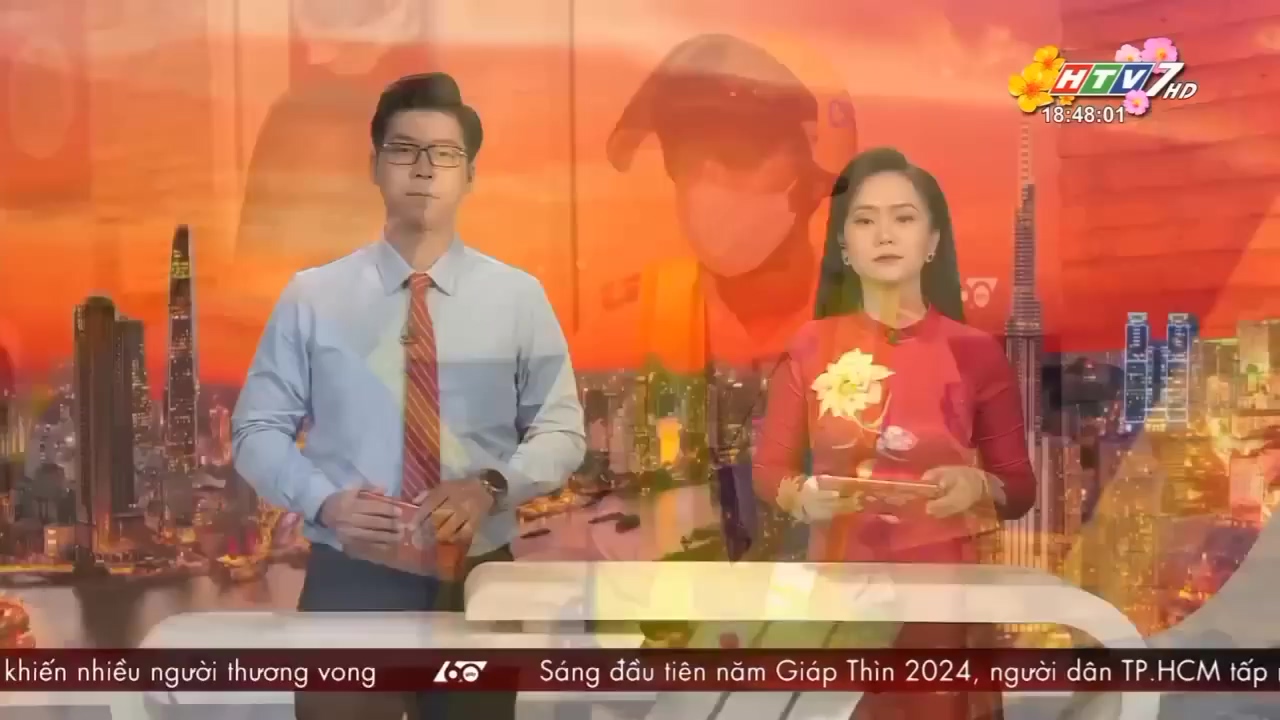 HTV7 HD
18:48:01
khiến nhiều người thương vong
60 Sáng đầu tiên năm Giáp Thìn 2024, người dân TP.HCM tấp